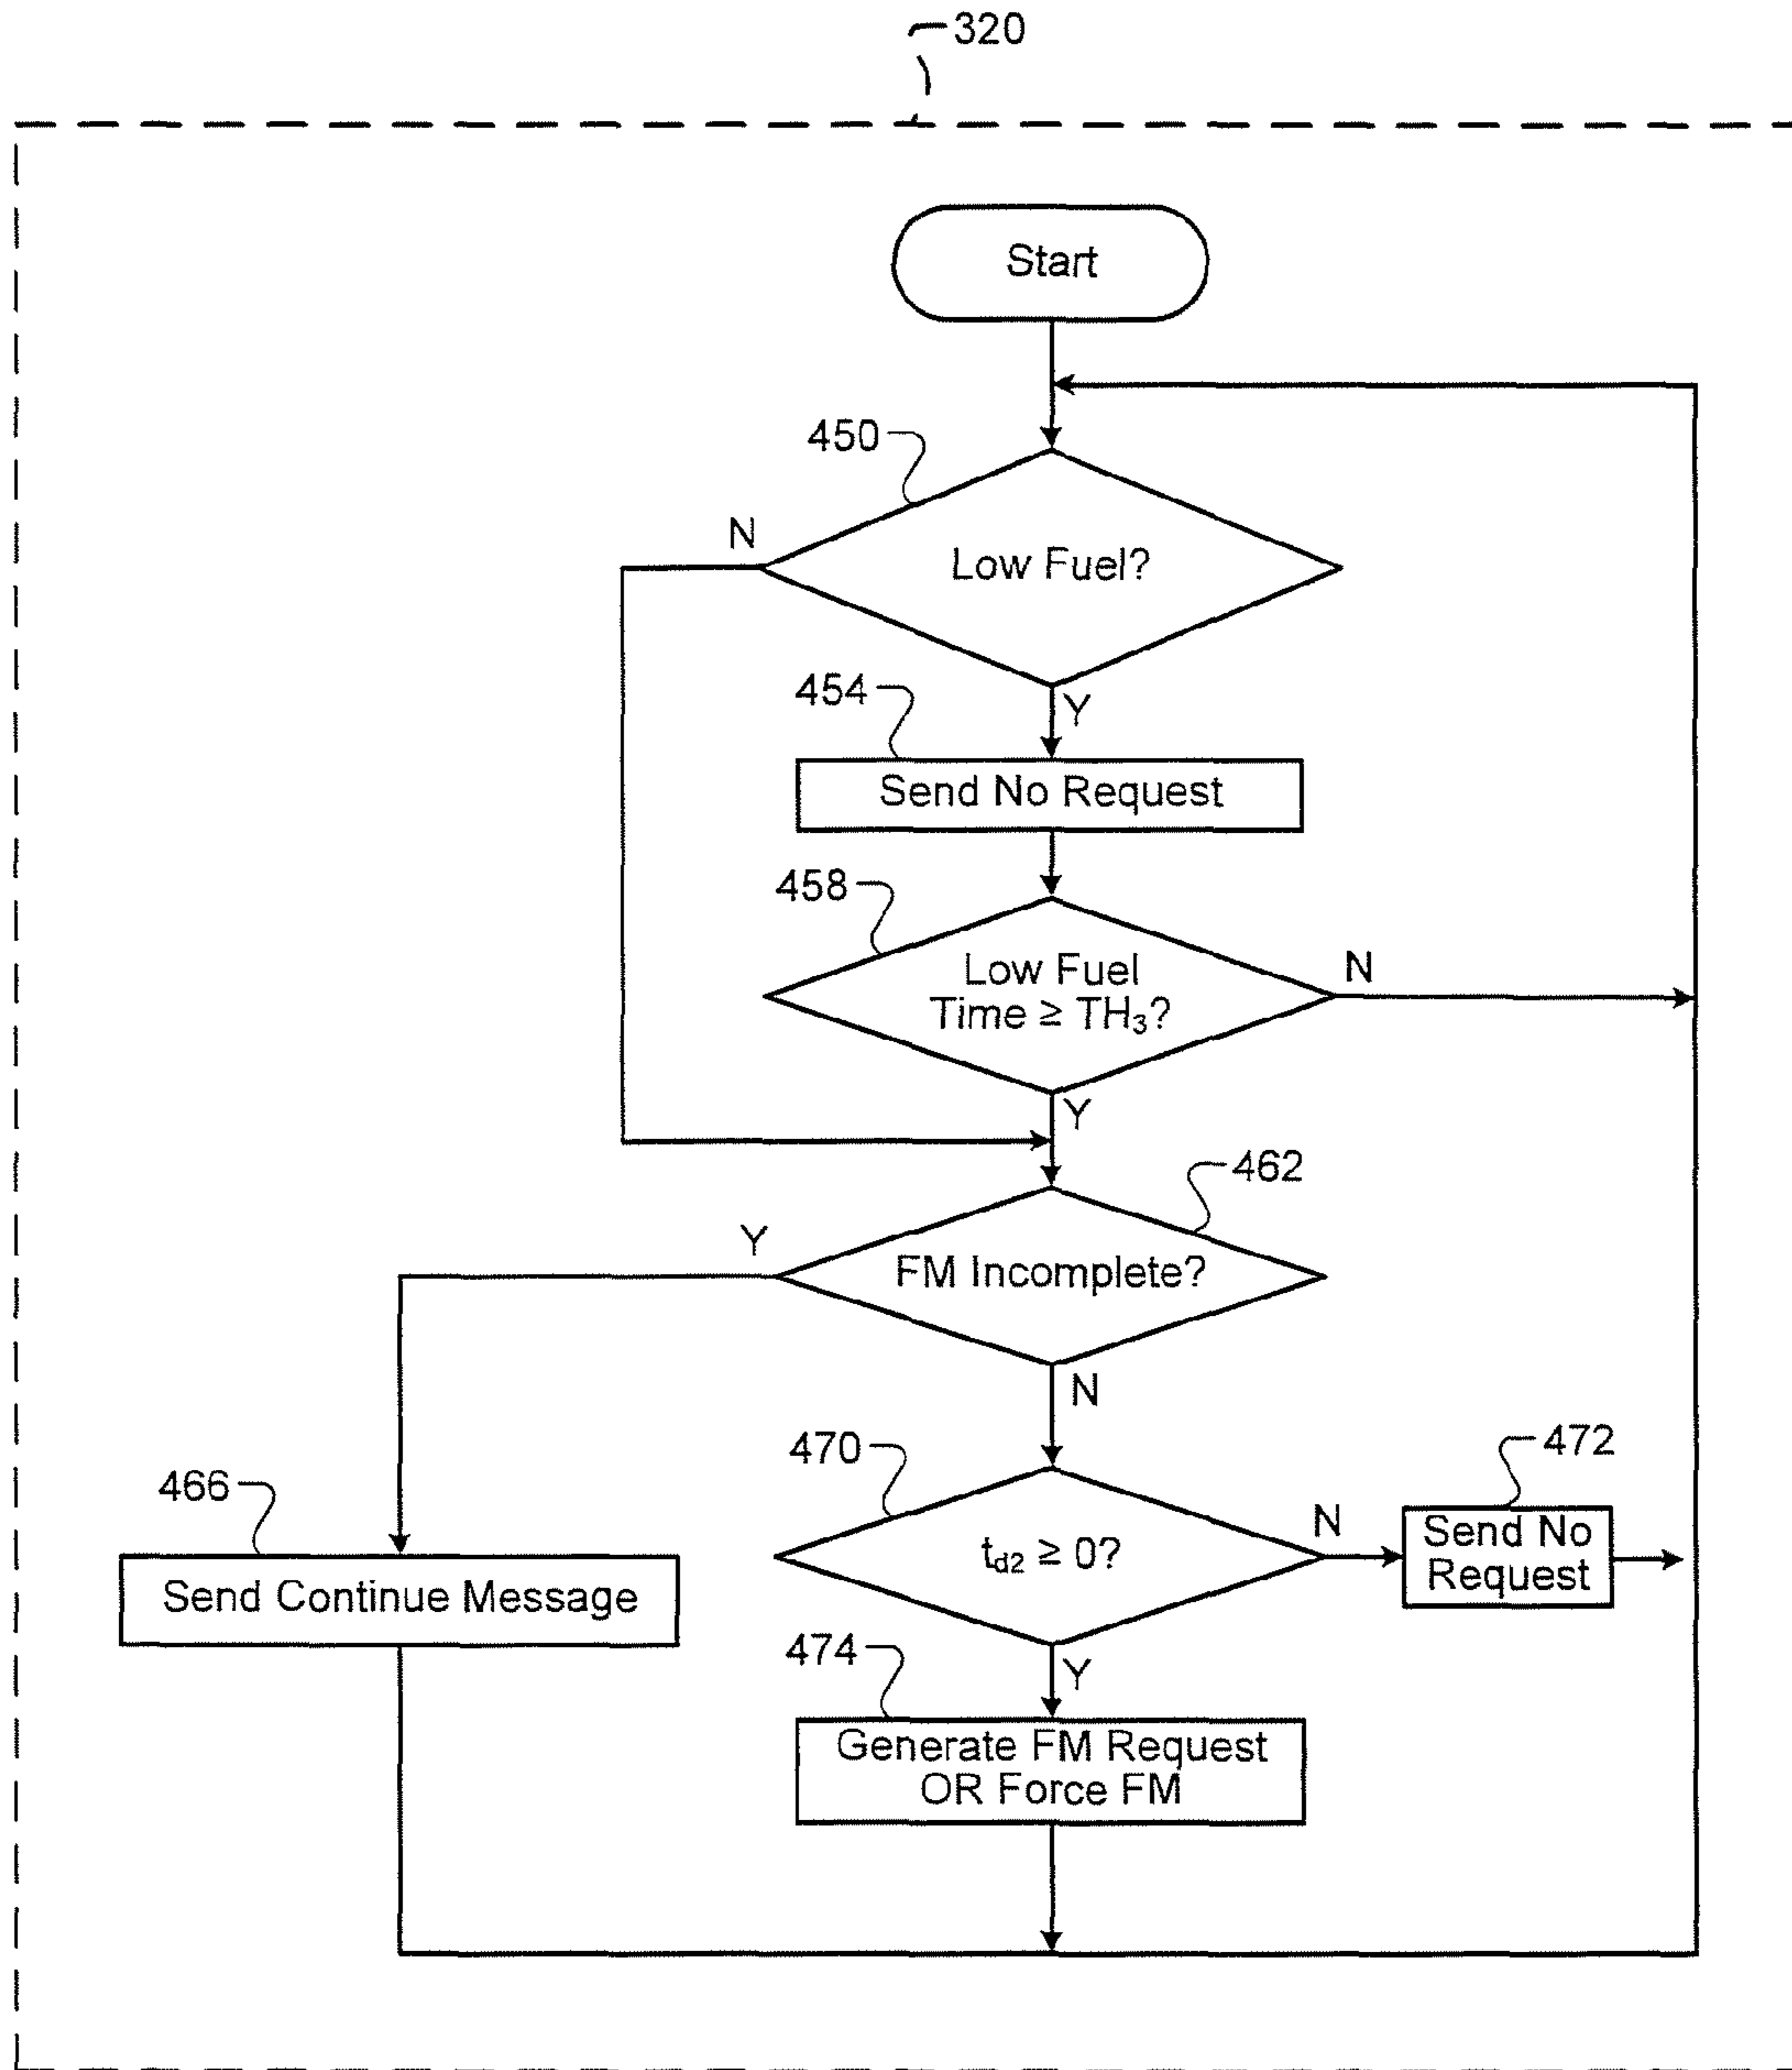 320
Start
450
N
Low Fuel?
454
Y
Send No Request
458
Low Fuel
Time ≥ TH₃?
N
Y
462
Y
FM Incomplete?
N
470
472
466
N
t_d2 ≥ 0?
Send No
Request
Send Continue Message
474
Y
Generate FM Request
OR Force FM